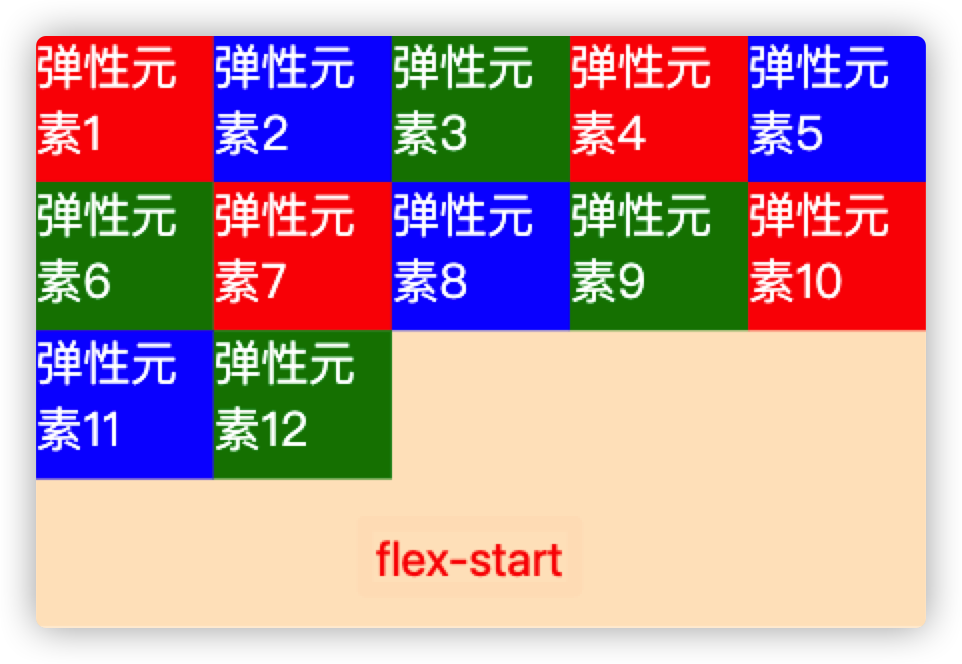 弹性元 弹性元 弹性元 弹性元 弹性元
素1 素2 素3 素4 素5
弹性元 弹性元 弹性元 弹性元 弹性元
素6 素7 素8 素9 素10
弹性元 弹性元
素11 素12
flex-start